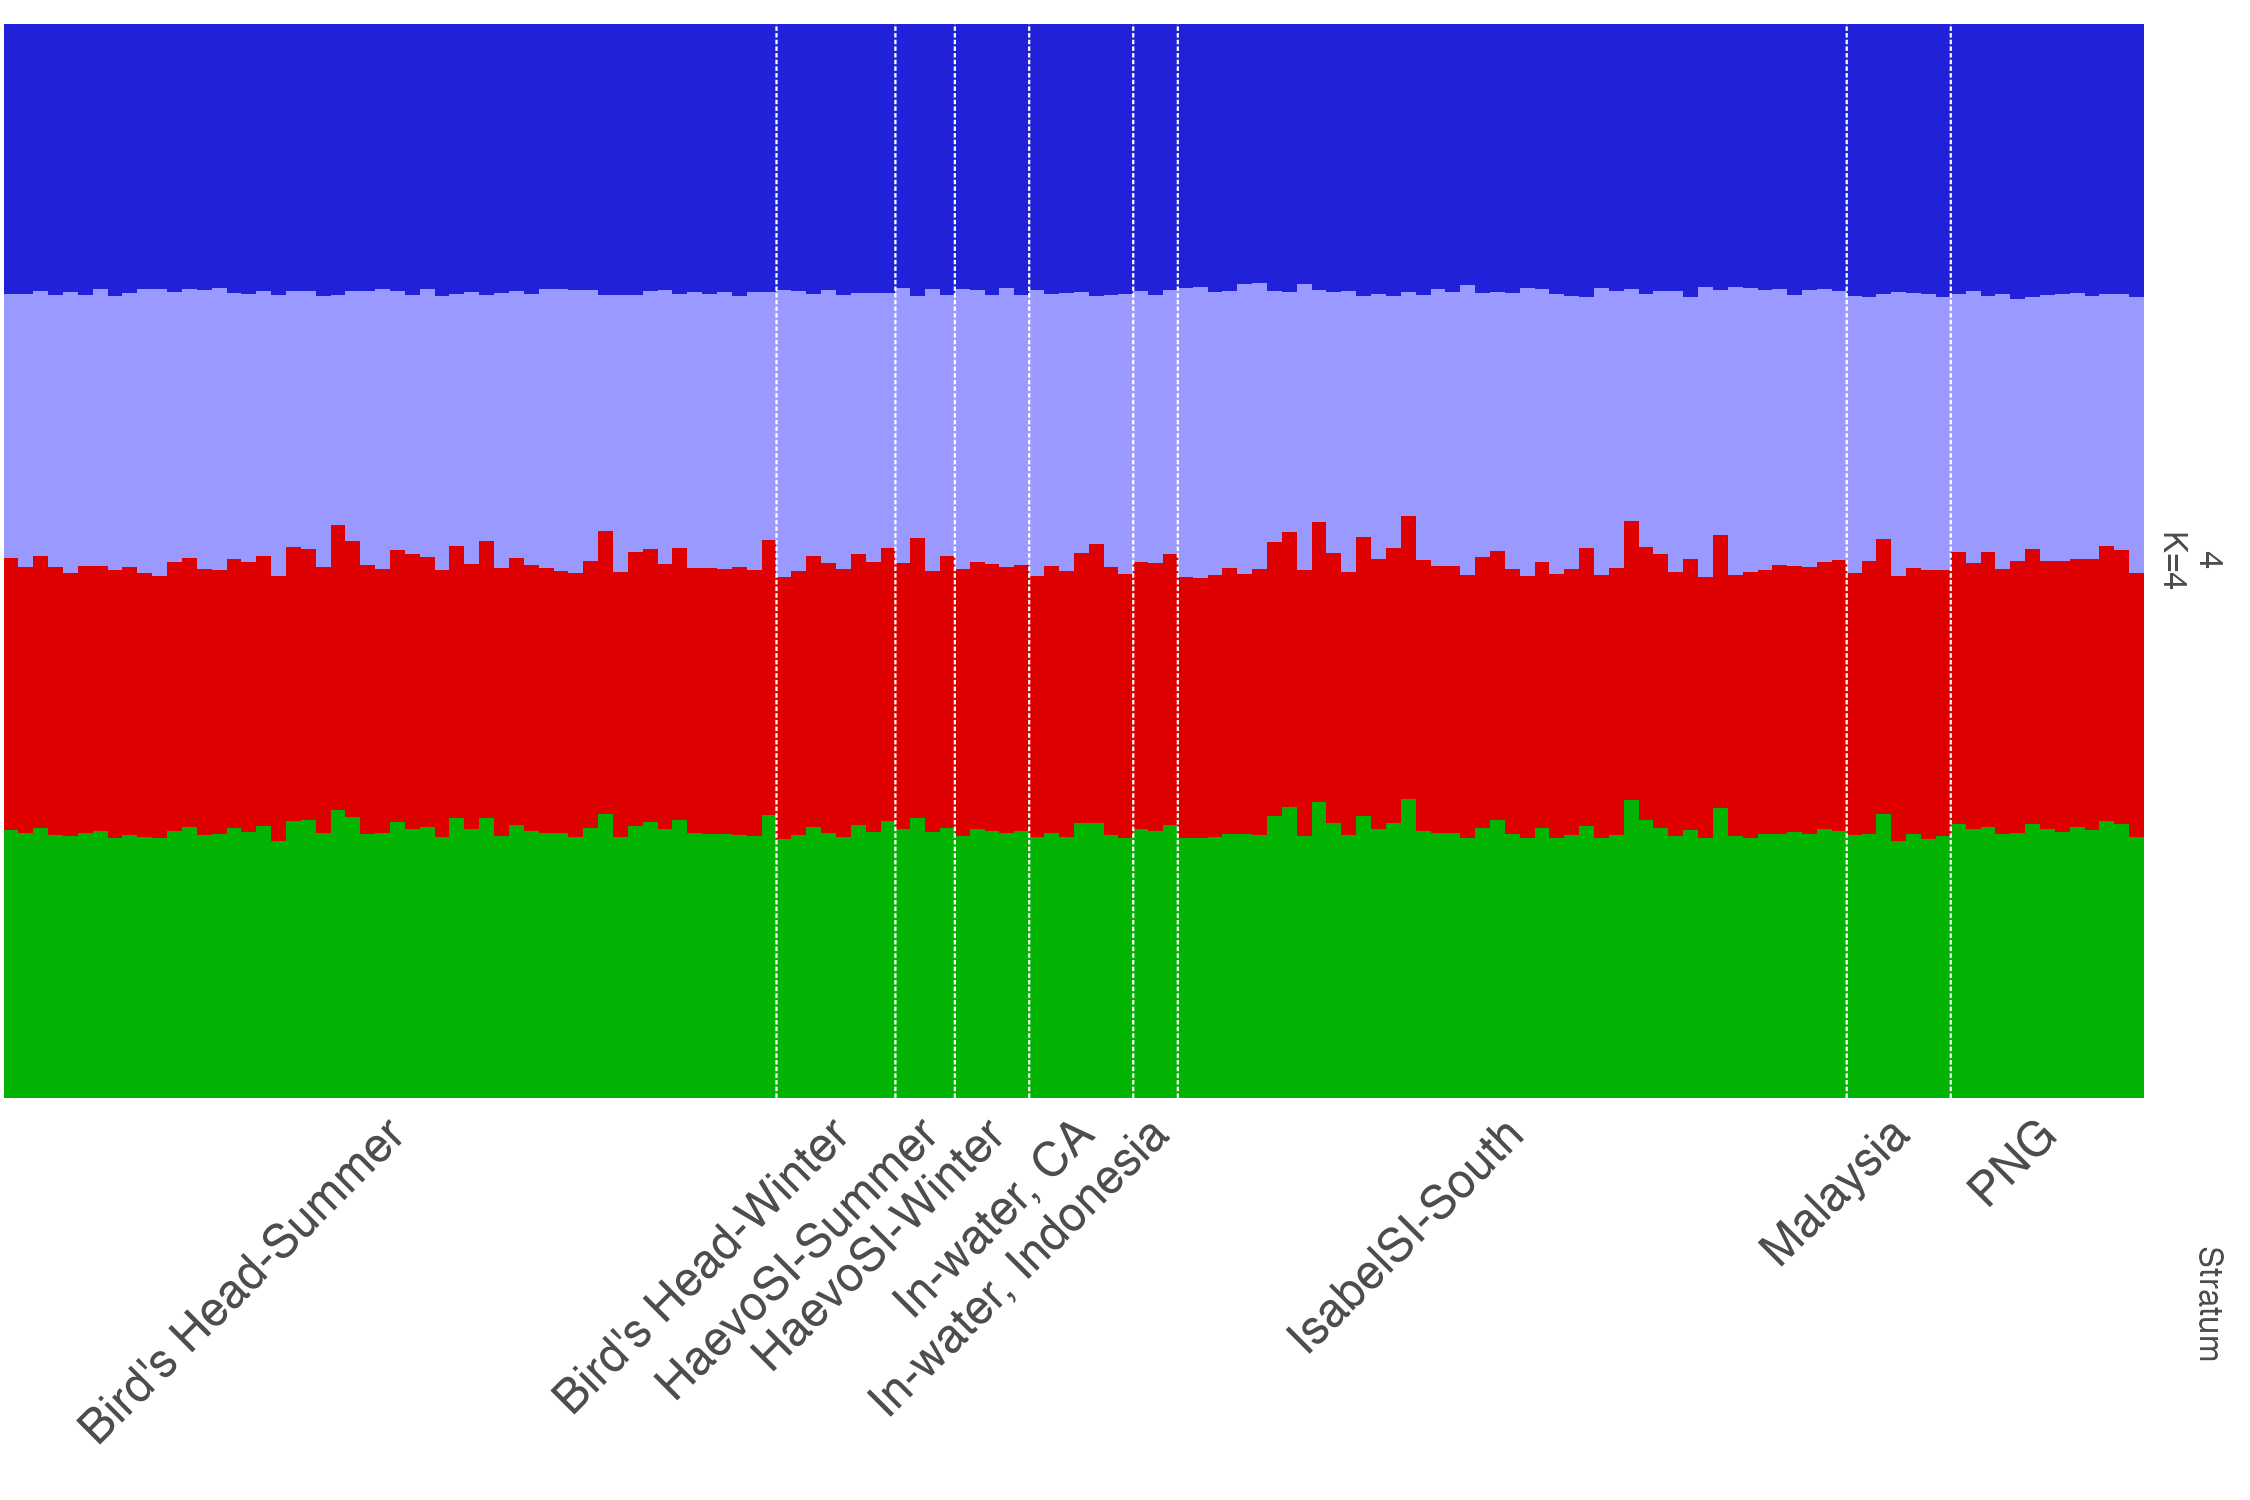 4
K=4
Bird's Head-Summer
Bird's Head-Winter
HaevoSI-Summer
HaevoSI-Winter
In-water, CA
In-water, Indonesia
IsabelSI-South
Malaysia
PNG
Stratum